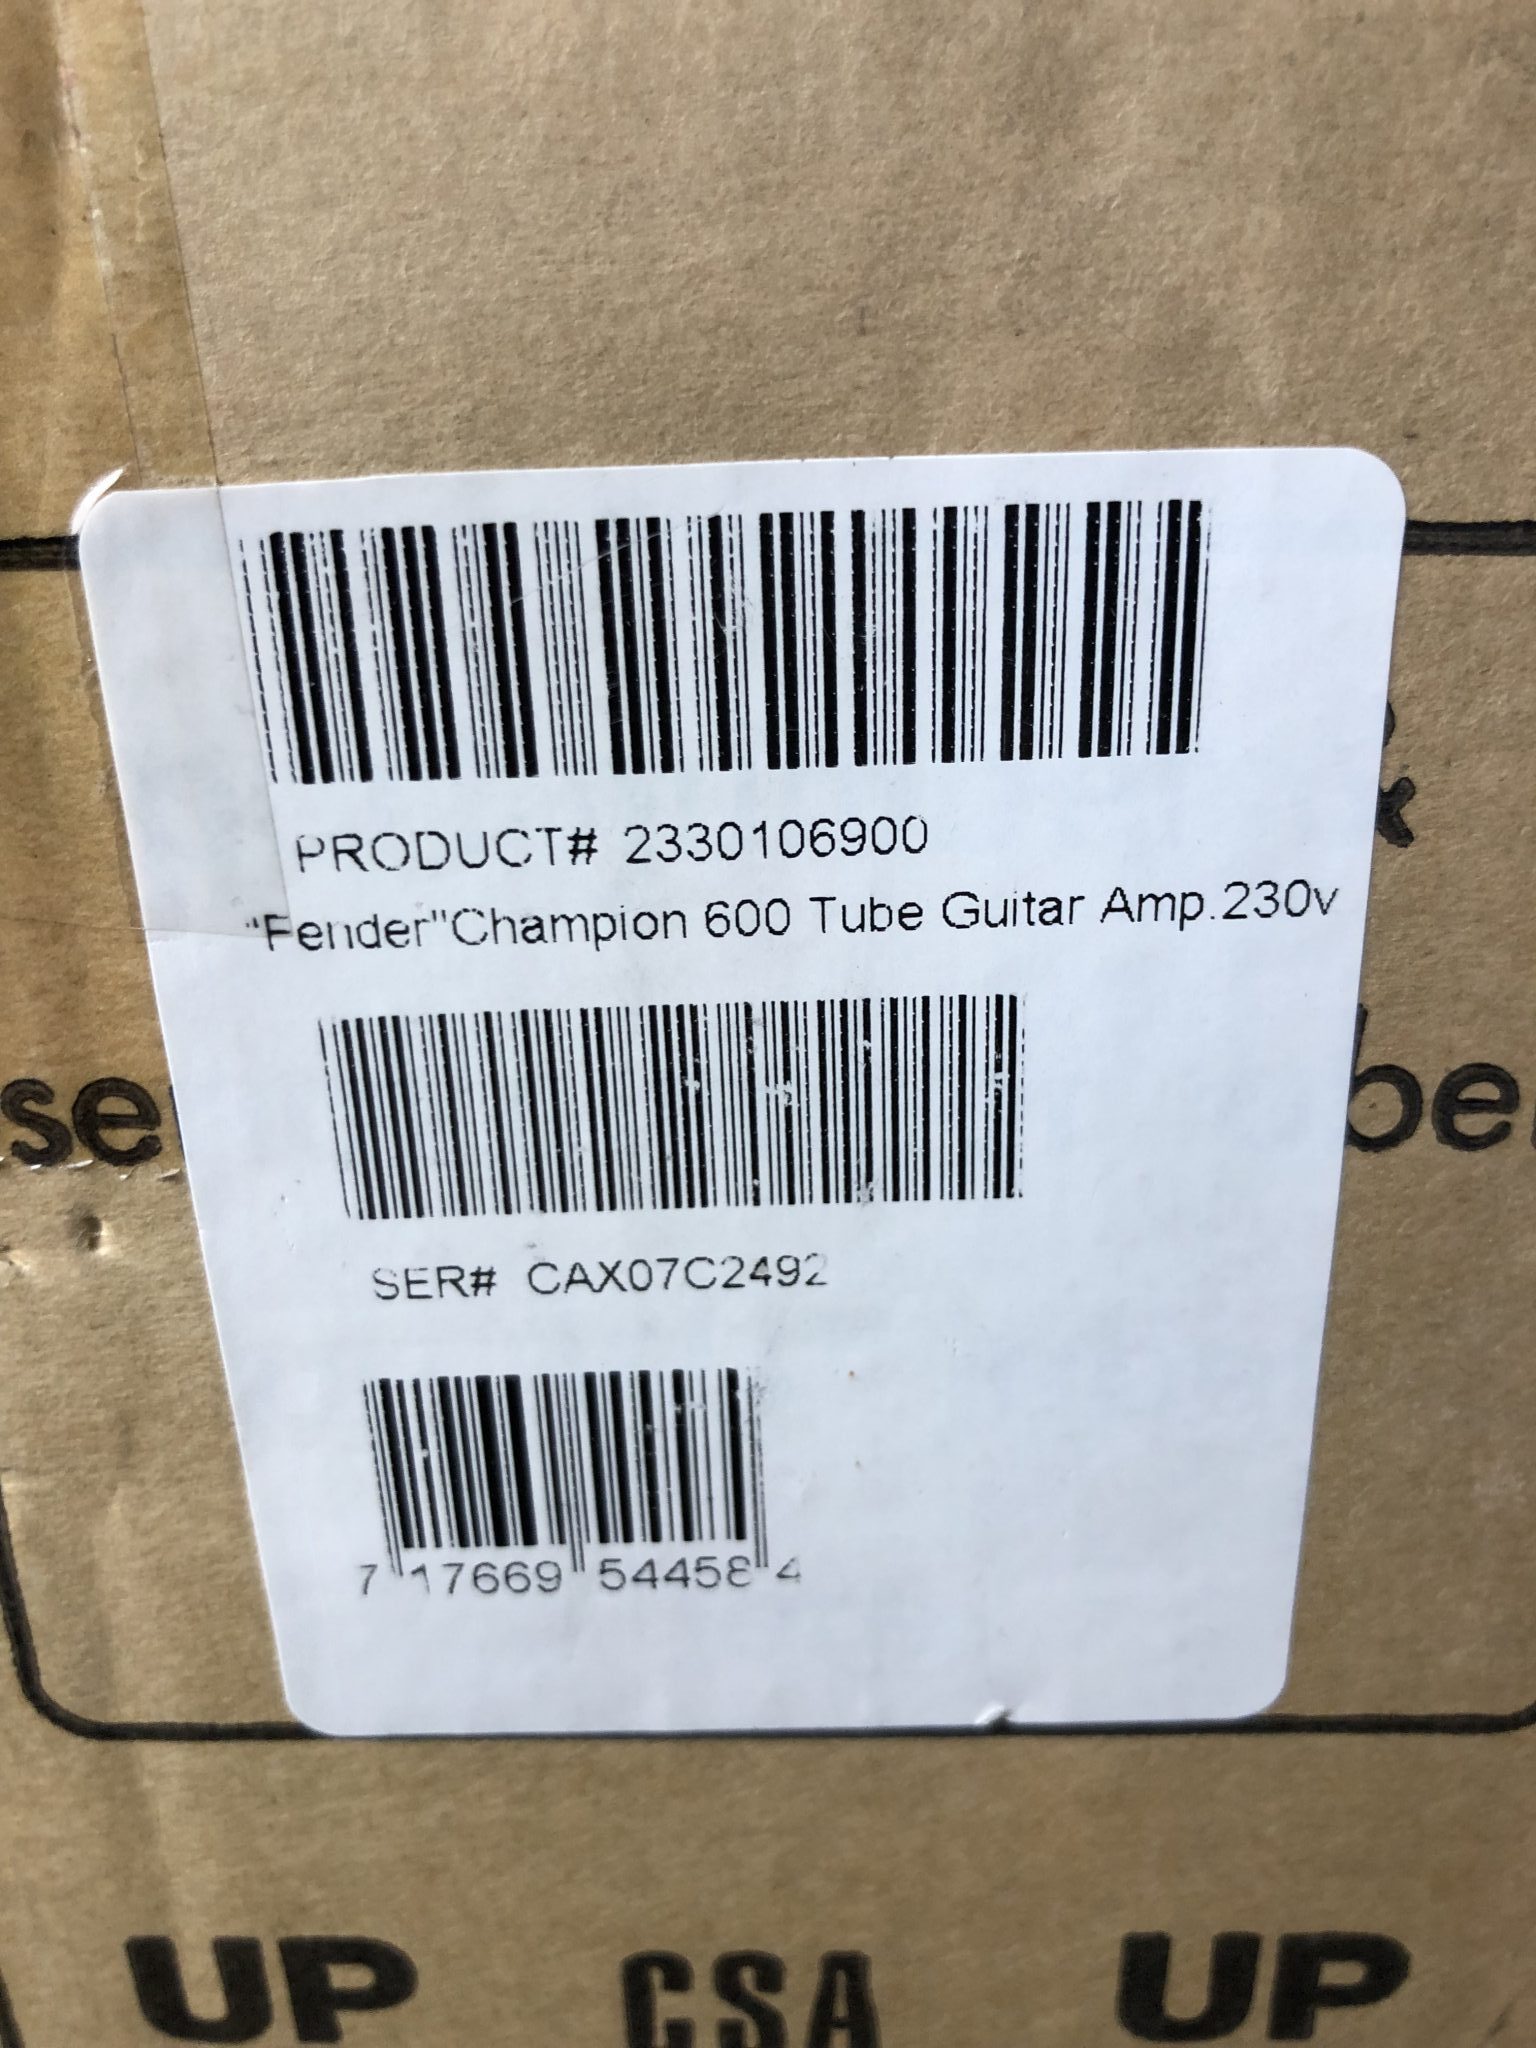 PRODUCT# 2330106900
"Fender"Champion 600 Tube Guitar Amp.230v
SER# CAX07C2492
7 17669 54458 4
UP CSA UP